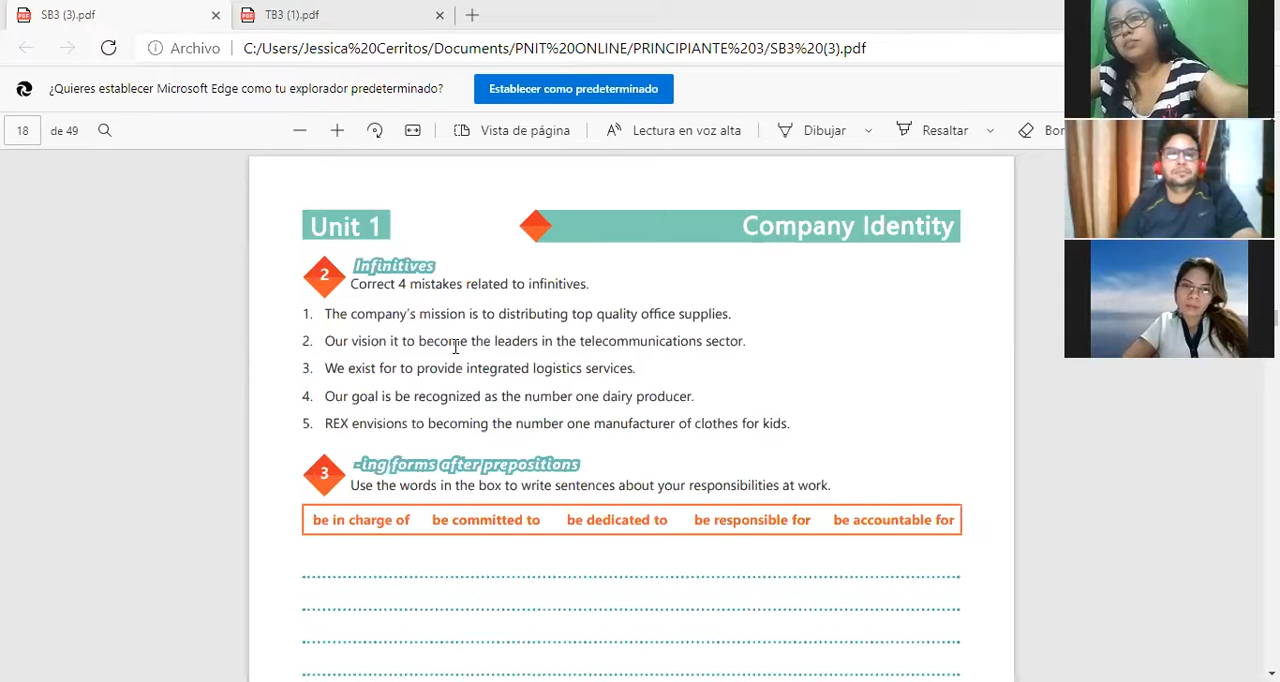 SB3 (3).pdf
TB3 (1).pdf
Archivo C:/Users/Jessica%20Cerritos/Documents/PNIT%20ONLINE/PRINCIPIANTE%203/SB3%20(3).pdf
¿Quieres establecer Microsoft Edge como tu explorador predeterminado? Establecer como predeterminado
18 de 49 Vista de página Lectura en voz alta Dibujar Resaltar Bor
Unit 1 Company Identity
2 Infinitives
Correct 4 mistakes related to infinitives.
1. The company's mission is to distributing top quality office supplies.
2. Our vision it to become the leaders in the telecommunications sector.
3. We exist for to provide integrated logistics services.
4. Our goal is be recognized as the number one dairy producer.
5. REX envisions to becoming the number one manufacturer of clothes for kids.
3 -ing forms after prepositions
Use the words in the box to write sentences about your responsibilities at work.
be in charge of be committed to be dedicated to be responsible for be accountable for